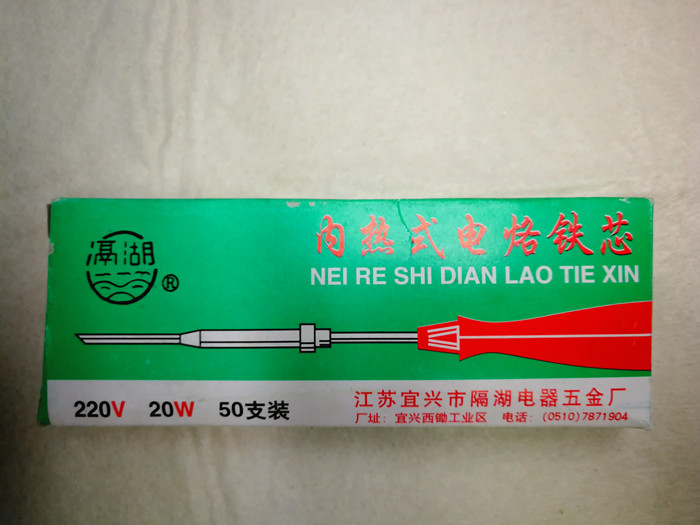 滆湖
®
内热式电烙铁芯
NEI RE SHI DIAN LAO TIE XIN
220V 20W 50支装
江苏宜兴市隔湖电器五金厂
厂址：宜兴西锄工业区 电话：(0510)7871904